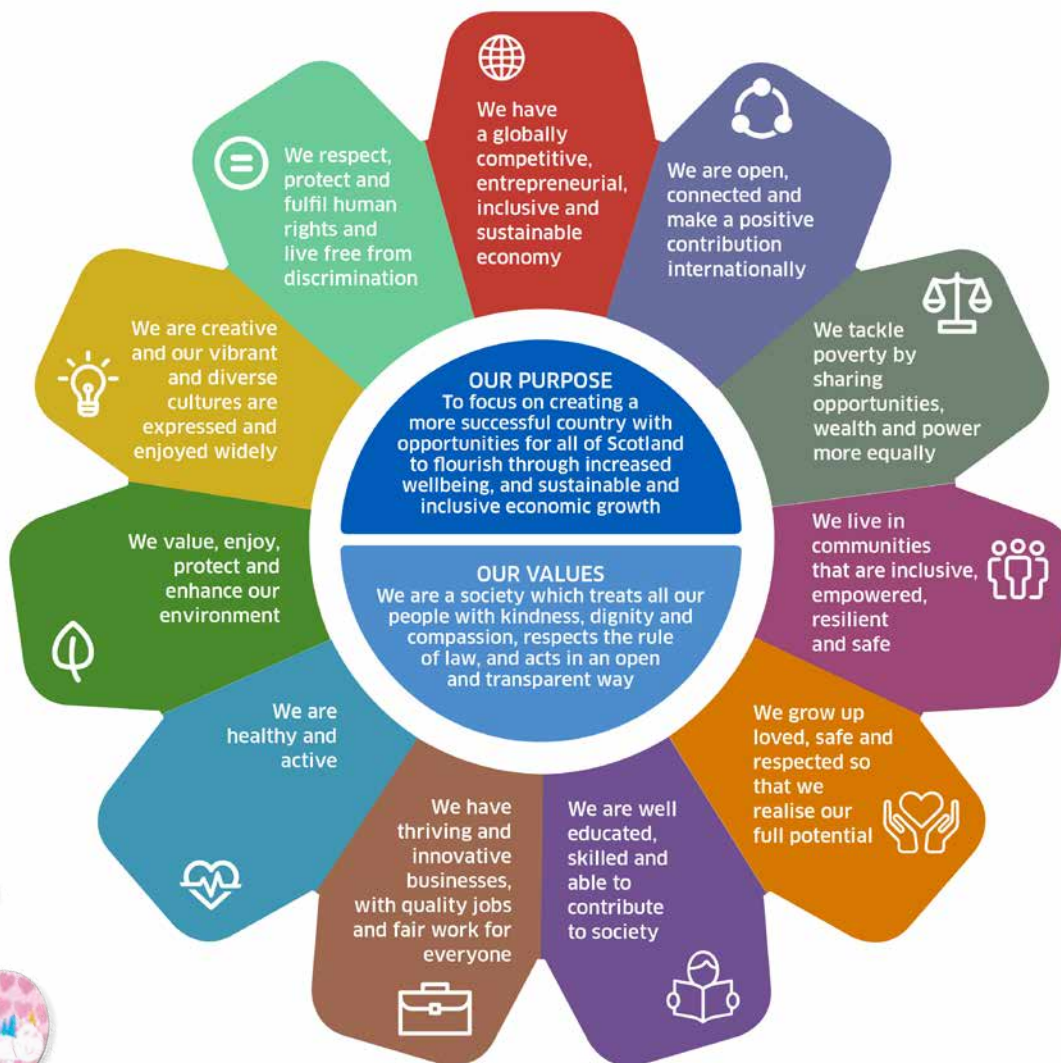 We have
a globally
competitive,
entrepreneurial,
inclusive and
sustainable
economy
We are open,
connected and
make a positive
contribution
internationally
We tackle
poverty by
sharing
opportunities,
wealth and power
more equally
We live in
communities
that are inclusive,
empowered,
resilient
and safe
We grow up
loved, safe and
respected so
that we
realise our
full potential
We are well
educated,
skilled and
able to
contribute
to society
We have
thriving and
innovative
businesses,
with quality jobs
and fair work for
everyone
We are
healthy and
active
We value, enjoy,
protect and
enhance our
environment
We are creative
and our vibrant
and diverse
cultures are
expressed and
enjoyed widely
We respect,
protect and
fulfil human
rights and
live free from
discrimination
OUR PURPOSE
To focus on creating a
more successful country with
opportunities for all of Scotland
to flourish through increased
wellbeing, and sustainable and
inclusive economic growth
OUR VALUES
We are a society which treats all our
people with kindness, dignity and
compassion, respects the rule
of law, and acts in an open
and transparent way